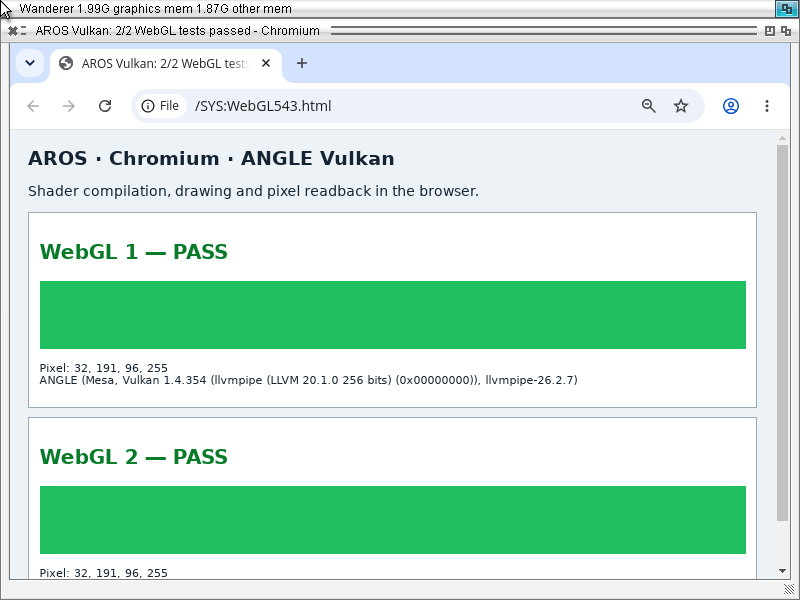 Wanderer 1.99G graphics mem 1.87G other mem
AROS Vulkan: 2/2 WebGL tests passed - Chromium
AROS Vulkan: 2/2 WebGL tests
File /SYS:WebGL543.html
AROS · Chromium · ANGLE Vulkan
Shader compilation, drawing and pixel readback in the browser.
WebGL 1 — PASS
Pixel: 32, 191, 96, 255
ANGLE (Mesa, Vulkan 1.4.354 (llvmpipe (LLVM 20.1.0 256 bits) (0x00000000)), llvmpipe-26.2.7)
WebGL 2 — PASS
Pixel: 32, 191, 96, 255